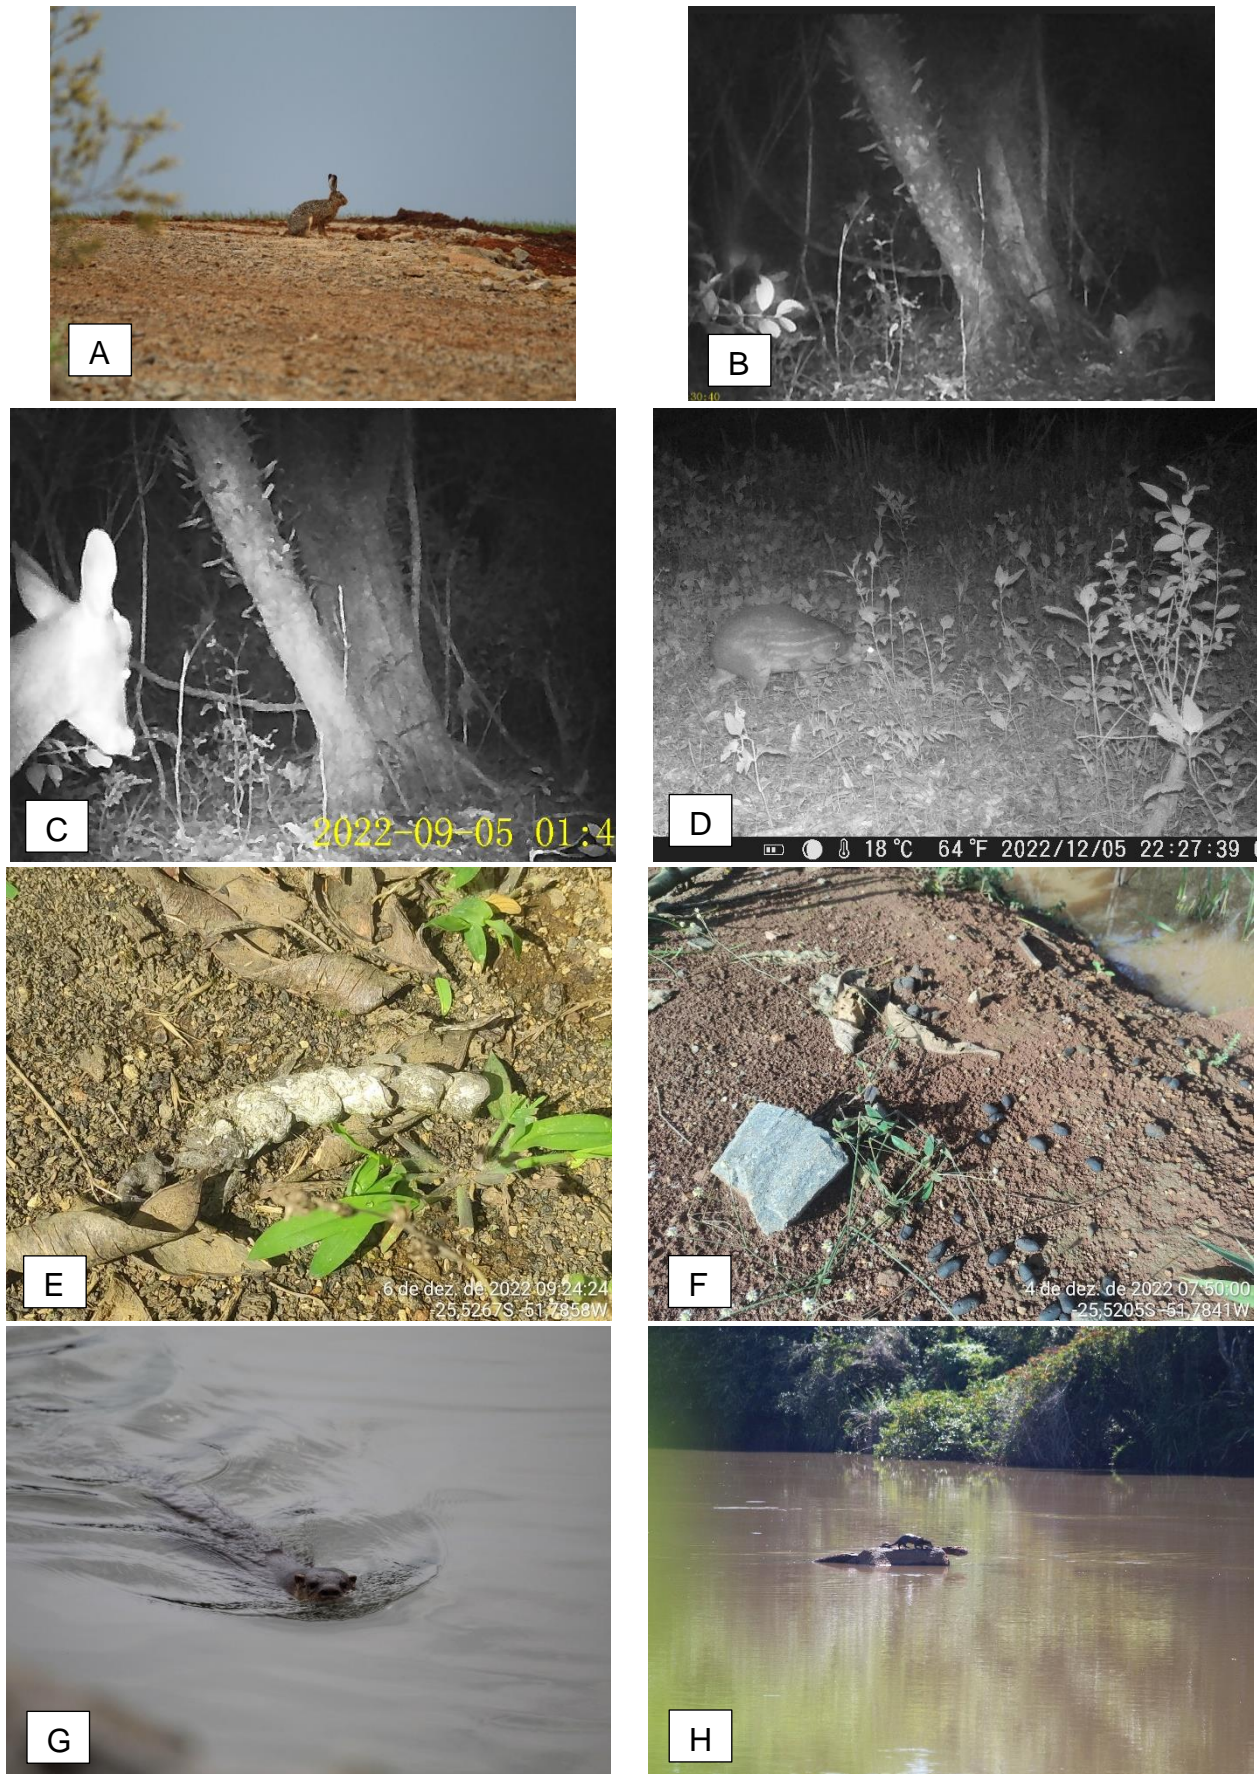 A
30:40
B
C
2022-09-05 01:4
D
18°C 64°F 2022/12/05 22:27:39
E
6 de dez. de 2022 09:24:24
-25,5267S -51,7858W
F
4 de dez. de 2022 07:50:00
-25,5205S -51,7841W
G
H